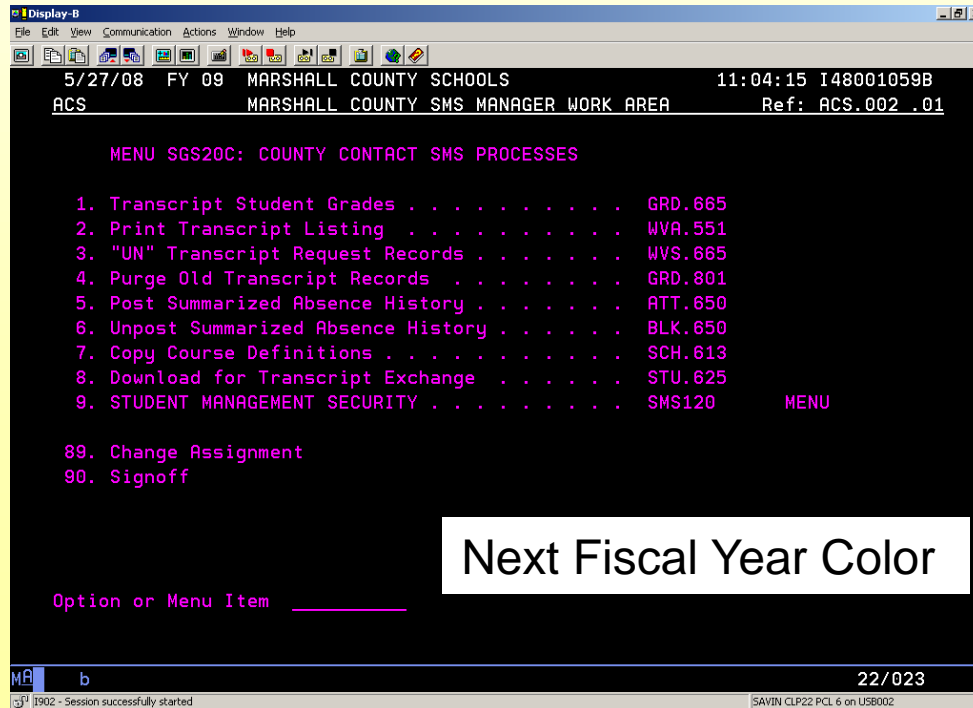 Display-B
File Edit View Communication Actions Window Help
5/27/08 FY 09 MARSHALL COUNTY SCHOOLS 11:04:15 I48001059B
ACS MARSHALL COUNTY SMS MANAGER WORK AREA Ref: ACS.002 .01
MENU SGS20C: COUNTY CONTACT SMS PROCESSES
1. Transcript Student Grades . . . . . . . . . . GRD.665
2. Print Transcript Listing . . . . . . . . . . WVA.551
3. "UN" Transcript Request Records . . . . . . . WVS.665
4. Purge Old Transcript Records . . . . . . . . GRD.801
5. Post Summarized Absence History . . . . . . . ATT.650
6. Unpost Summarized Absence History . . . . . . BLK.650
7. Copy Course Definitions . . . . . . . . . . . SCH.613
8. Download for Transcript Exchange . . . . . . STU.625
9. STUDENT MANAGEMENT SECURITY . . . . . . . . . SMS120 MENU
89. Change Assignment
90. Signoff
Next Fiscal Year Color
Option or Menu Item __________
MA b 22/023
I902 - Session successfully started SAVIN CLP22 PCL 6 on USB002